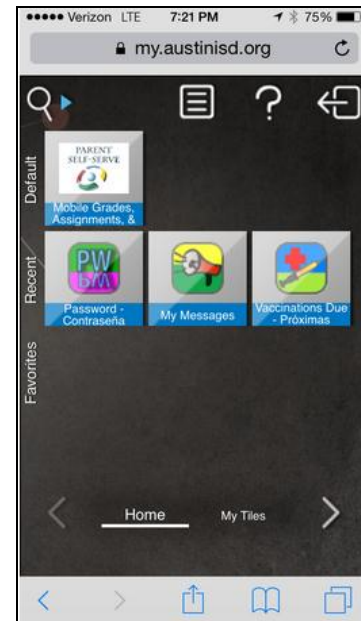 Verizon LTE 7:21 PM 75%
my.austinisd.org
?
Default
PARENT
SELF-SERVE
Mobile Grades,
Assignments, &
Recent
PW
Password -
Contraseña
My Messages
Vaccinations Due
- Próximas
Favorites
Home My Tiles